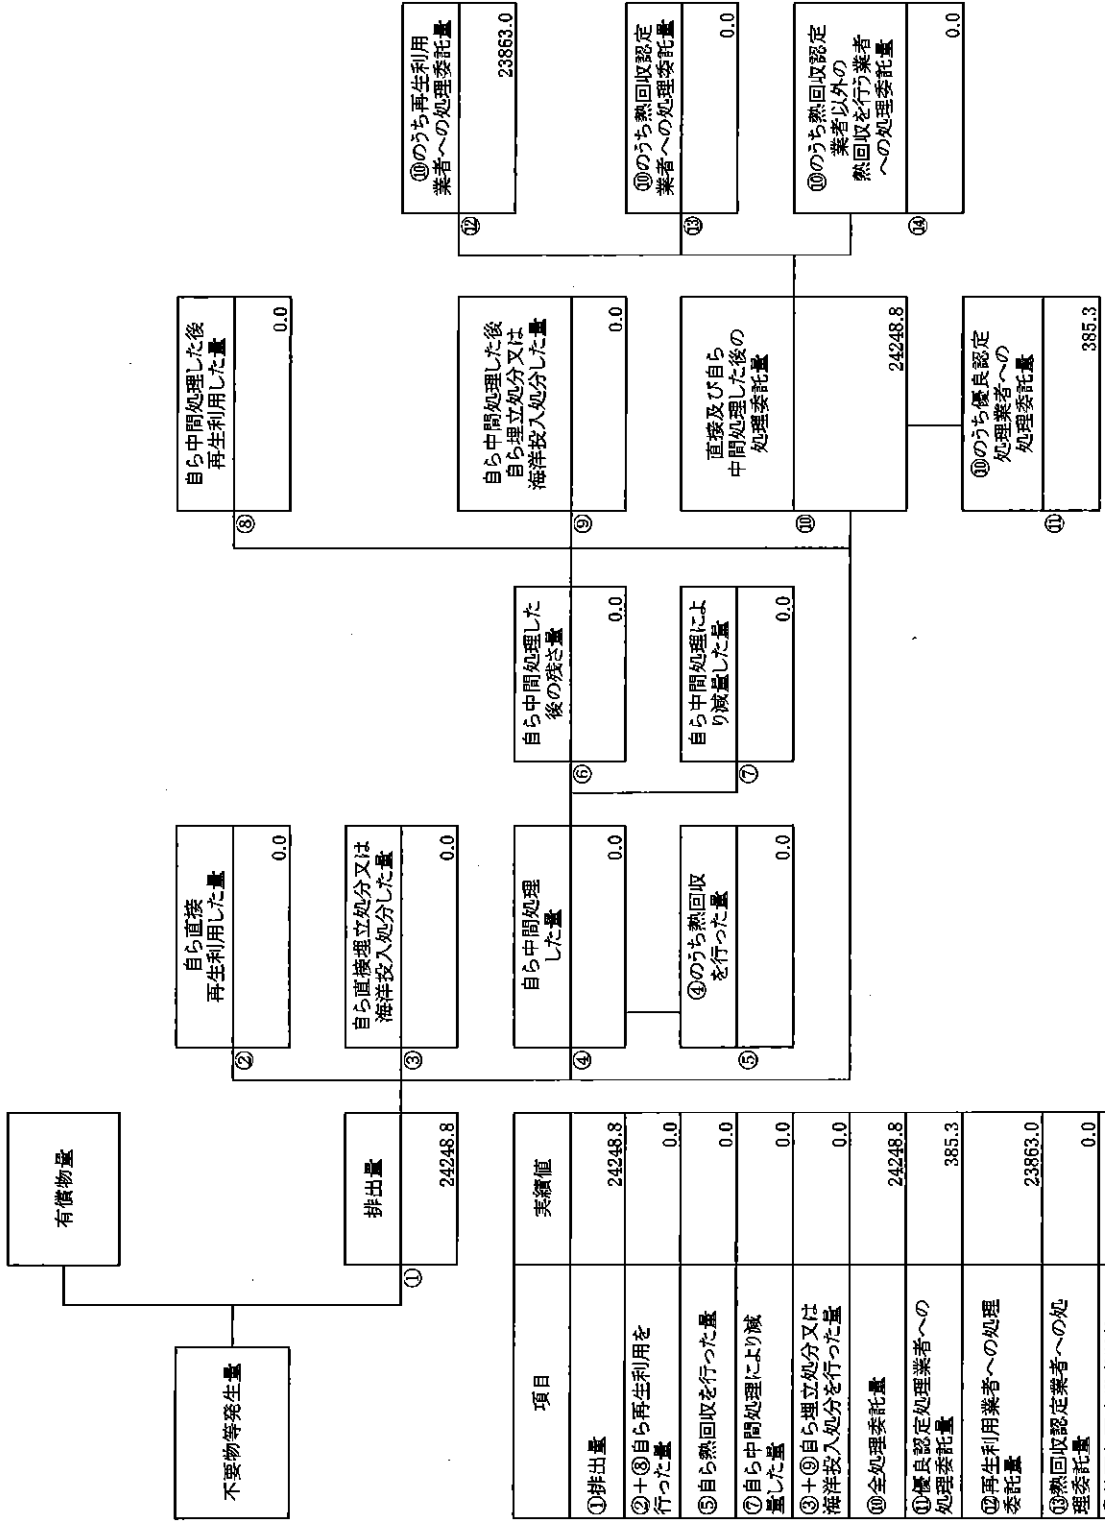 不要物等発生量
有償物量
①
排出量
24248.8
②
自ら直接
再生利用した量
0.0
③
自ら直接埋立処分又は
海洋投入処分した量
0.0
④
自ら中間処理
した量
0.0
⑤
④のうち熱回収
を行った量
0.0
⑥
自ら中間処理した
後の残さ量
0.0
⑦
自ら中間処理によ
り減量した量
0.0
⑧
自ら中間処理した後
再生利用した量
0.0
⑨
自ら中間処理した後
自ら埋立処分又は
海洋投入処分した量
0.0
⑩
直接及び自ら
中間処理した後の
処理委託量
24248.8
⑪
⑩のうち優良認定
処理業者への
処理委託量
385.3
⑫
⑩のうち再生利用
業者への処理委託量
23863.0
⑬
⑩のうち熱回収認定
業者への処理委託量
0.0
⑭
⑩のうち熱回収認定
業者以外の
熱回収を行う業者
への処理委託量
0.0
項目 実績値
①排出量 24248.8
②+⑧自ら再生利用を
行った量 0.0
⑤自ら熱回収を行った量 0.0
⑦自ら中間処理により減
量した量 0.0
③+⑨自ら埋立処分又は
海洋投入処分を行った量 0.0
⑩全処理委託量 24248.8
⑪優良認定処理業者への
処理委託量 385.3
⑫再生利用業者への処理
委託量 23863.0
⑬熱回収認定業者への処
理委託量 0.0